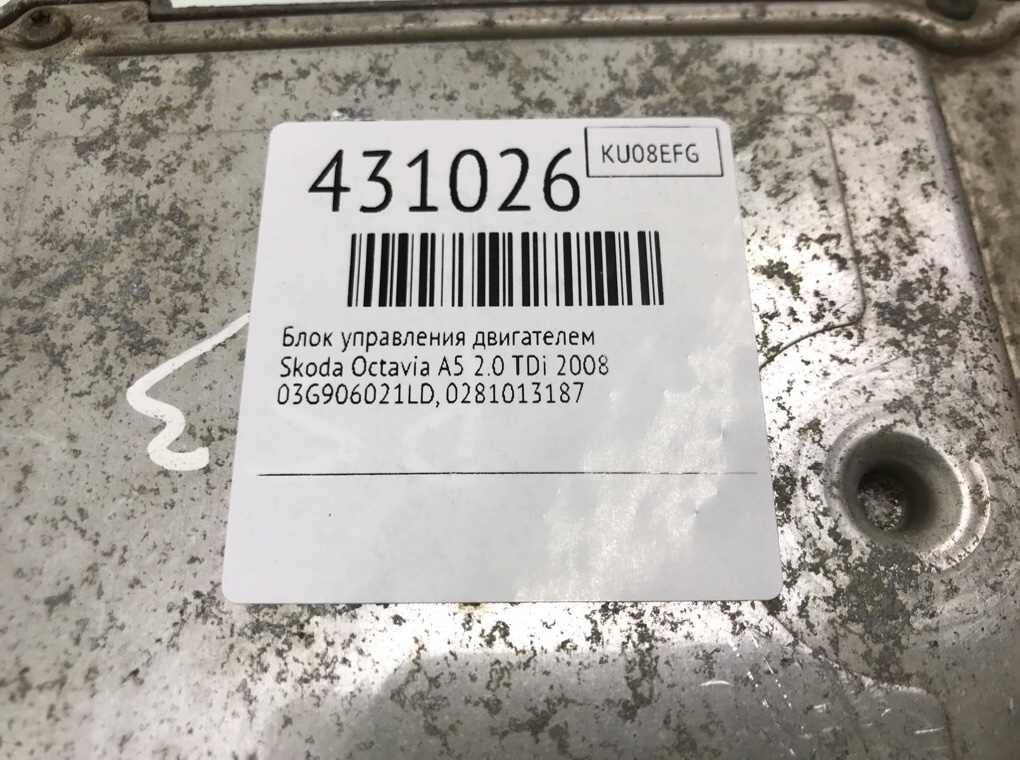 431026
KU08EFG
Блок управления двигателем
Skoda Octavia A5 2.0 TDi 2008
03G906021LD, 0281013187